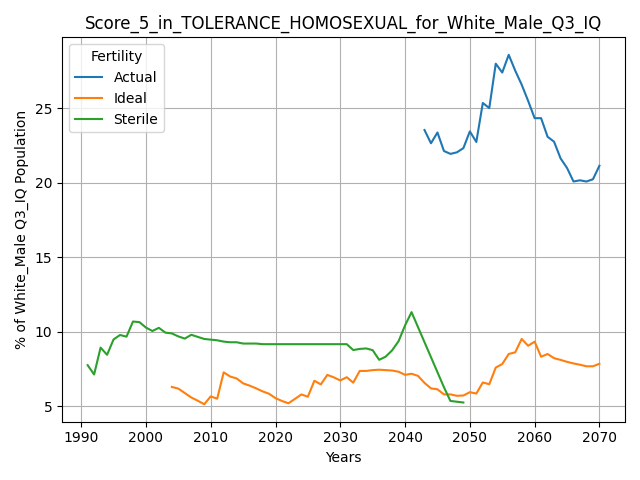 Score_5_in_TOLERANCE_HOMOSEXUAL_for_White_Male_Q3_IQ
Fertility
Actual
Ideal
Sterile
% of White_Male Q3_IQ Population
25
20
15
10
5
1990 2000 2010 2020 2030 2040 2050 2060 2070
Years